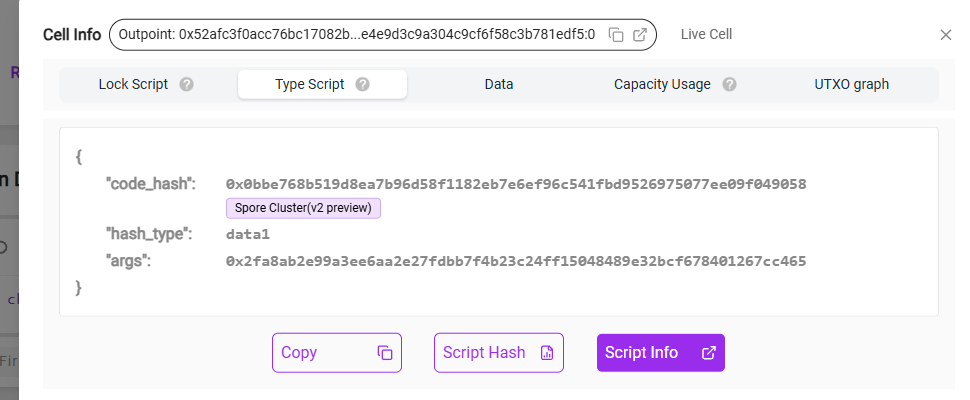 Cell Info Outpoint: 0x52afc3f0acc76bc17082b...e4e9d3c9a304c9cf6f58c3b781edf5:0 Live Cell
Lock Script ? Type Script ? Data Capacity Usage ? UTXO graph
{
"code_hash": 0x0bbe768b519d8ea7b96d58f1182eb7e6ef96c541fbd9526975077ee09f049058
Spore Cluster(v2 preview)
"hash_type": data1
"args": 0x2fa8ab2e99a3ee6aa2e27fdbb7f4b23c24ff15048489e32bcf678401267cc465
}
Copy Script Hash Script Info